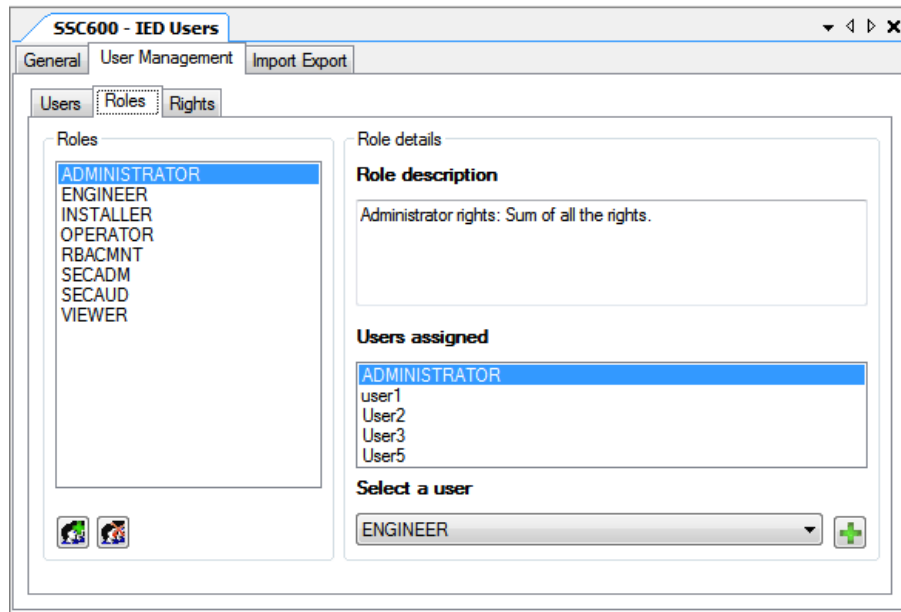 SSC600 - IED Users
General User Management Import Export
Users Roles Rights
Roles
ADMINISTRATOR
ENGINEER
INSTALLER
OPERATOR
RBACMNT
SECADM
SECAUD
VIEWER
Role details
Role description
Administrator rights: Sum of all the rights.
Users assigned
ADMINISTRATOR
user1
User2
User3
User5
Select a user
ENGINEER